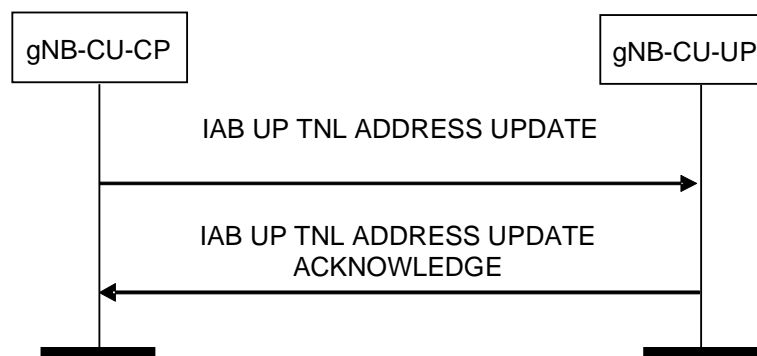 gNB-CU-CP
gNB-CU-UP
IAB UP TNL ADDRESS UPDATE
IAB UP TNL ADDRESS UPDATE
ACKNOWLEDGE